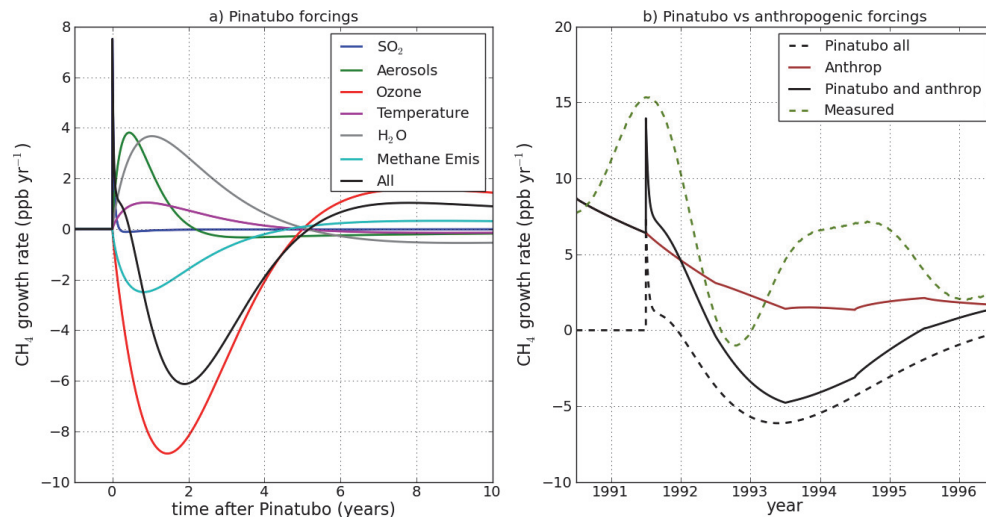 a) Pinatubo forcings
8
6
4
2
0
−2
−4
−6
−8
−10
CH₄ growth rate (ppb yr⁻¹)
SO₂
Aerosols
Ozone
Temperature
H₂O
Methane Emis
All
0 2 4 6 8 10
time after Pinatubo (years)
b) Pinatubo vs anthropogenic forcings
20
15
10
5
0
−5
−10
CH₄ growth rate (ppb yr⁻¹)
Pinatubo all
Anthrop
Pinatubo and anthrop
Measured
1991 1992 1993 1994 1995 1996
year